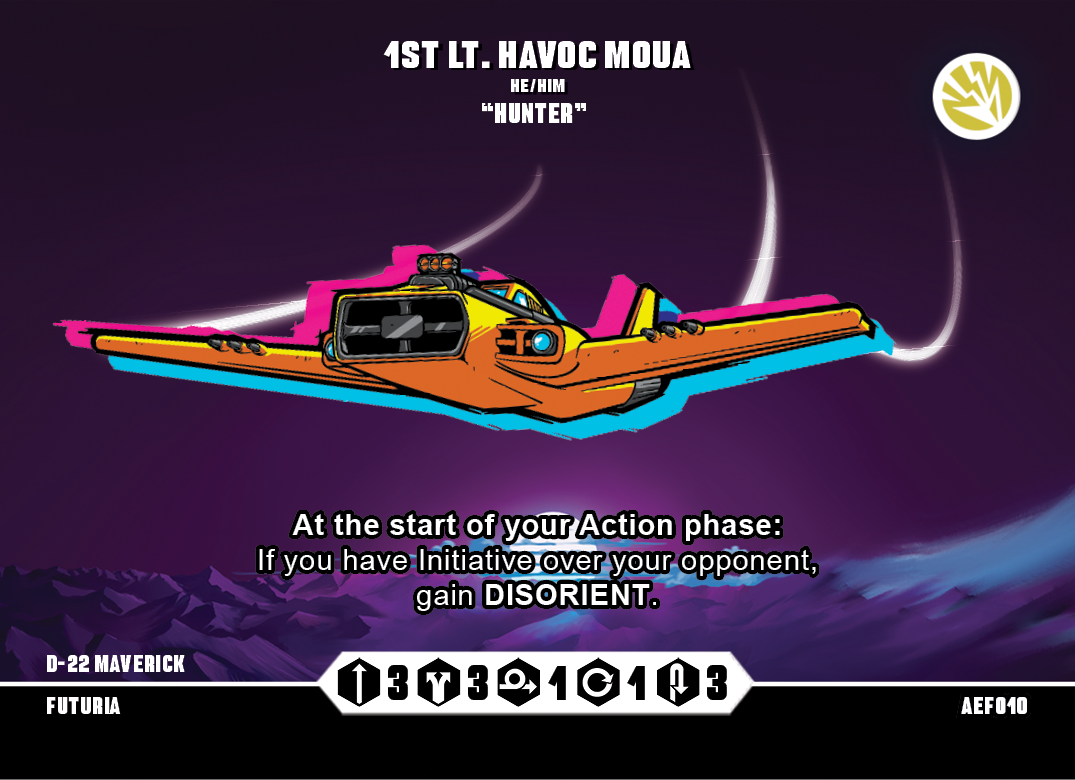 1ST LT. HAVOC MOUA
HE/HIM
“HUNTER”
At the start of your Action phase:
If you have Initiative over your opponent,
gain DISORIENT.
D-22 MAVERICK
3 3 1 1 3
FUTURIA
AEF010